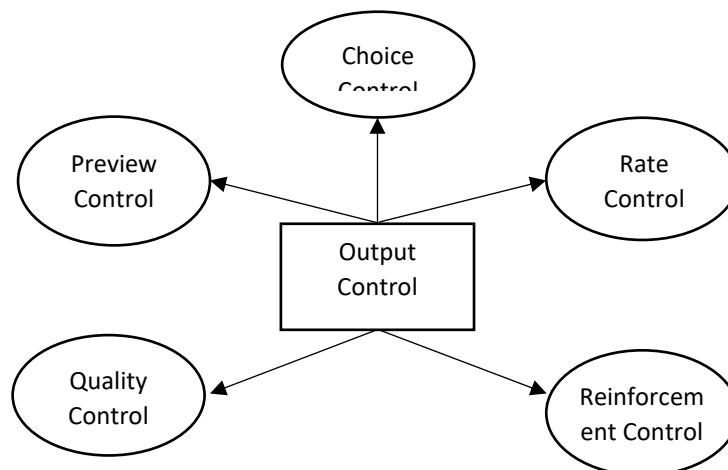 Choice
Control
Preview
Control
Rate
Control
Output
Control
Quality
Control
Reinforcem
ent Control